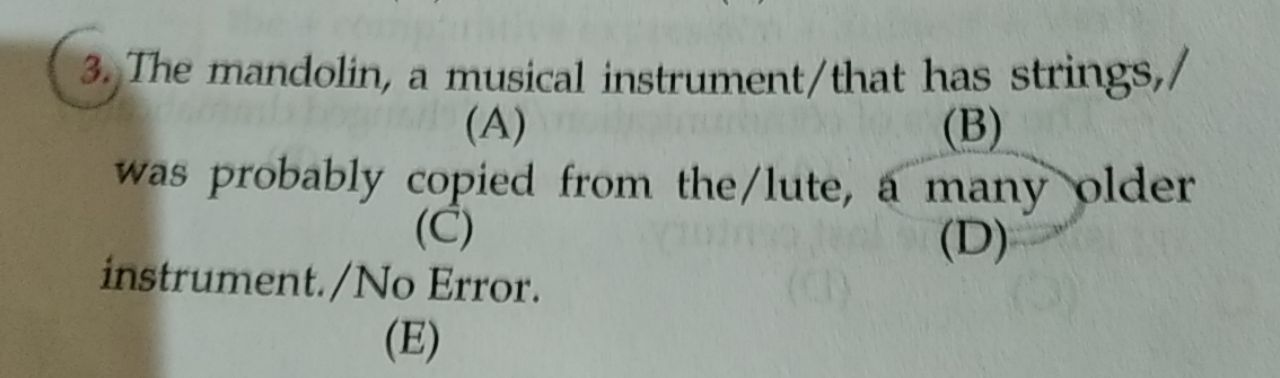 3. The mandolin, a musical instrument/that has strings,/
(A) (B)
was probably copied from the/lute, a many older
(C) (D)
instrument./No Error.
(E)